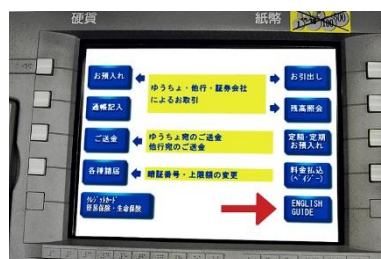 硬貨
紙幣
お預入れ
お引出し
ゆうちょ・他行・証券会社
によるお取引
通帳記入
残高照会
ご送金
ゆうちょ宛のご送金
他行宛のご送金
定額・定期
お預入れ
各種諸届
暗証番号・上限額の変更
料金払込
(ペイジー)
クレジットカード
簡易保険・生命保険
ENGLISH
GUIDE